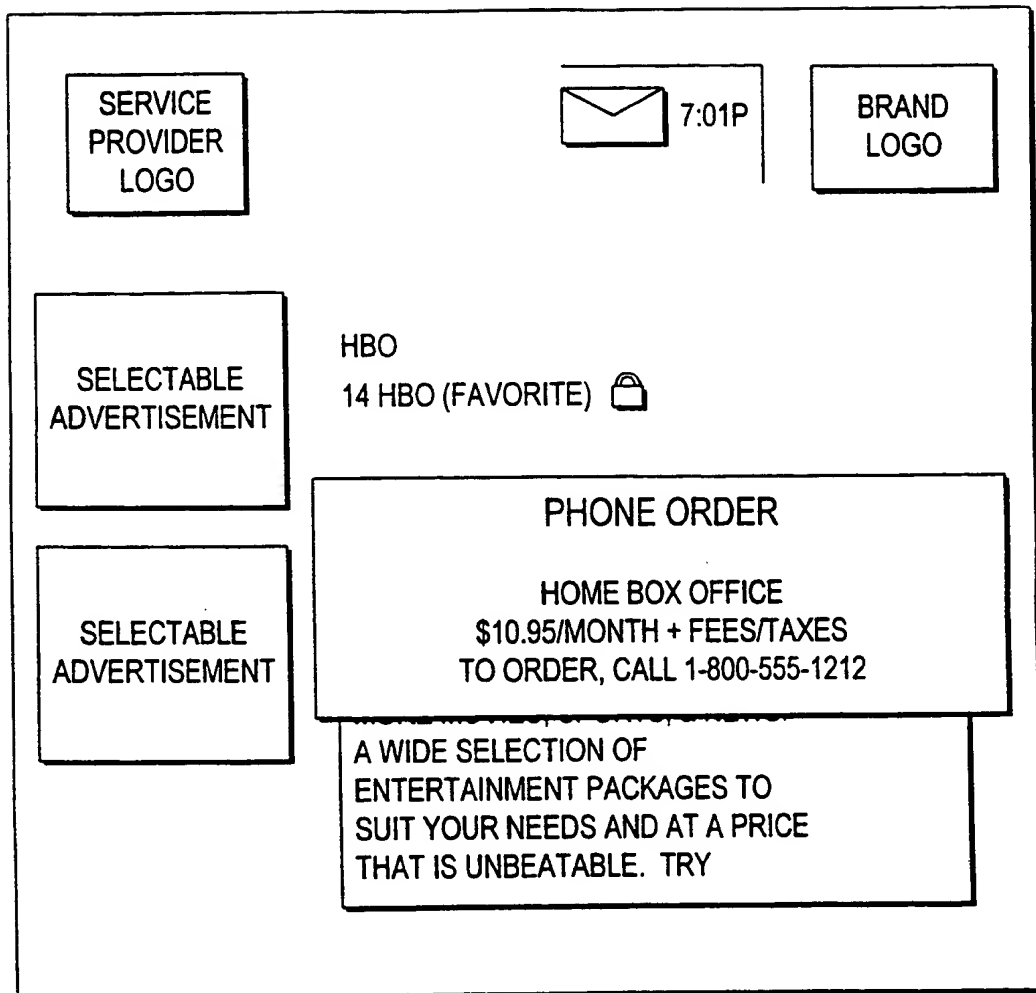 SERVICE
PROVIDER
LOGO
7:01P
BRAND
LOGO
SELECTABLE
ADVERTISEMENT
HBO
14 HBO (FAVORITE)
PHONE ORDER
HOME BOX OFFICE
$10.95/MONTH + FEES/TAXES
TO ORDER, CALL 1-800-555-1212
SELECTABLE
ADVERTISEMENT
A WIDE SELECTION OF
ENTERTAINMENT PACKAGES TO
SUIT YOUR NEEDS AND AT A PRICE
THAT IS UNBEATABLE. TRY